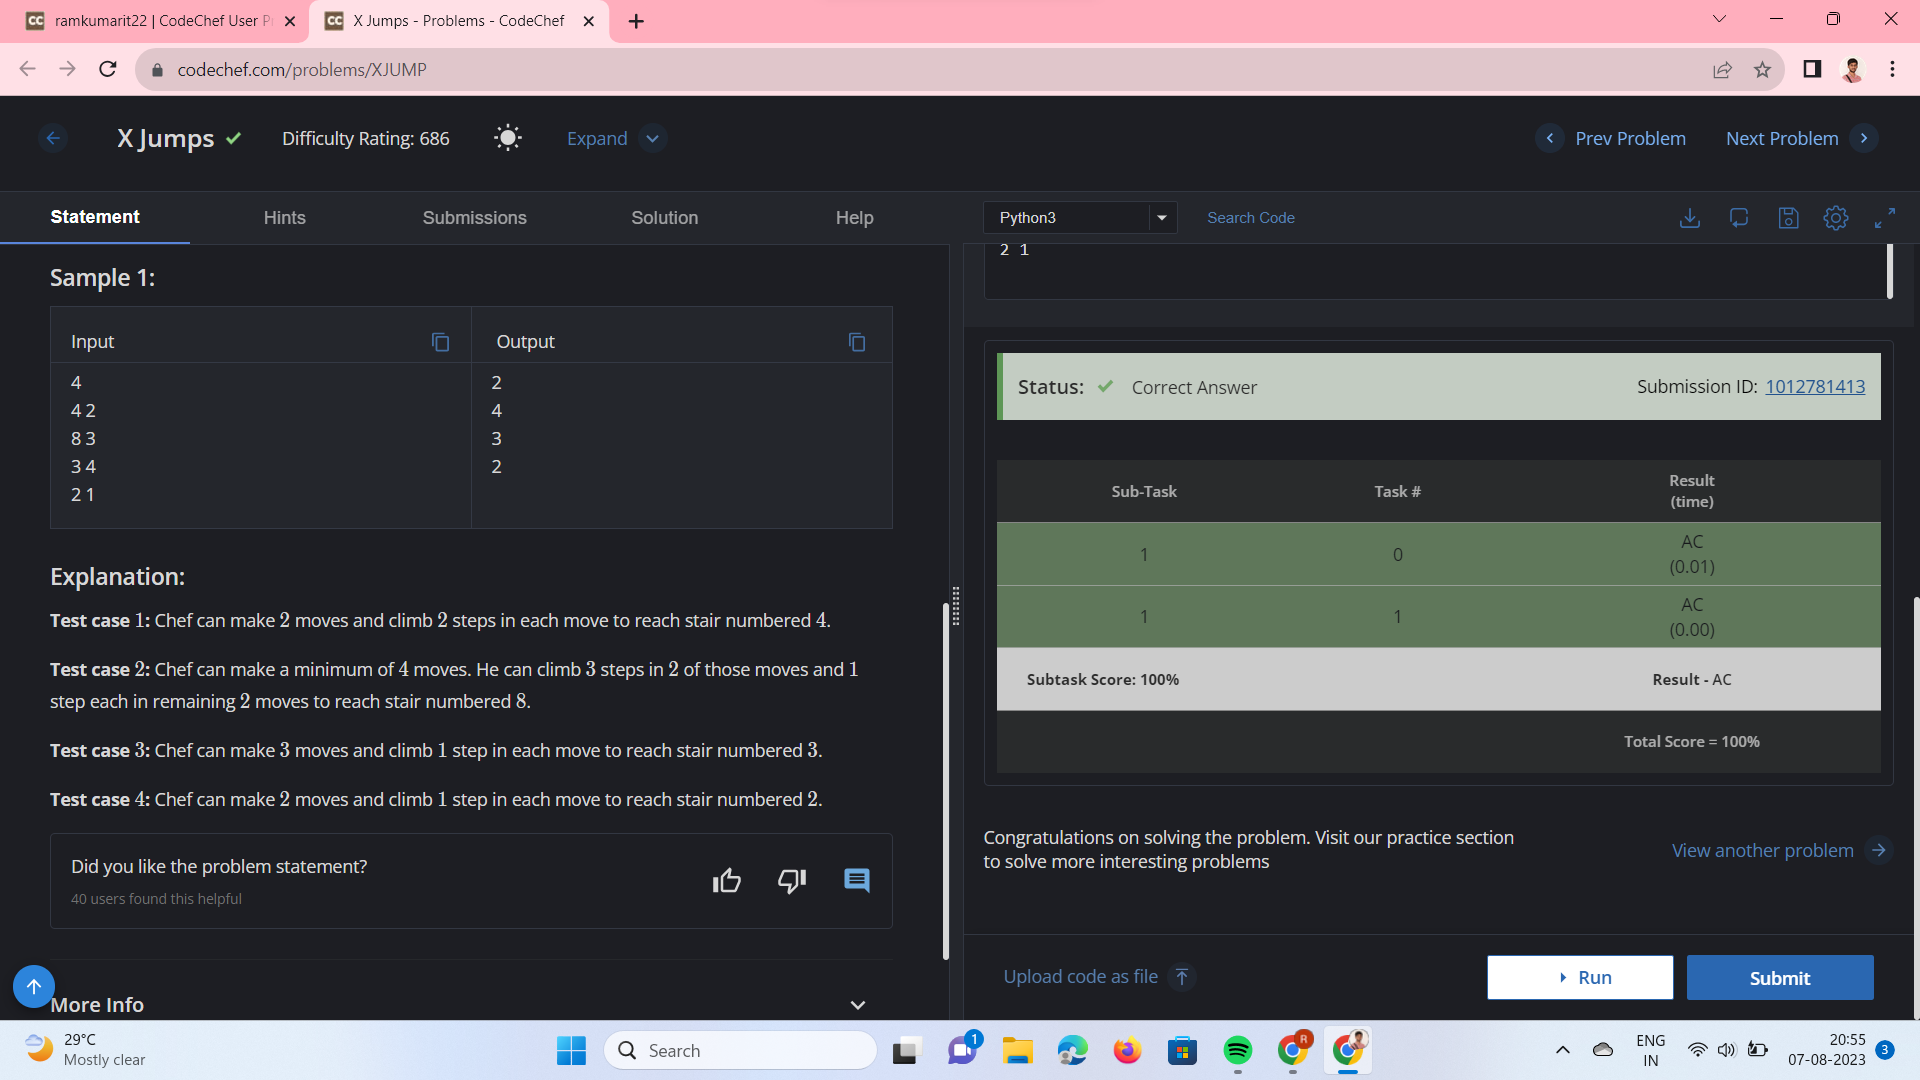 ramkumarit22 | CodeChef User P
X Jumps - Problems - CodeChef
codechef.com/problems/XJUMP
X Jumps
Difficulty Rating: 686
Expand
Prev Problem
Next Problem
Statement
Hints
Submissions
Solution
Help
Python3
Search Code
2 1
Sample 1:
Input
Output
4
4 2
8 3
3 4
2 1
2
4
3
2
Explanation:
Test case 1: Chef can make 2 moves and climb 2 steps in each move to reach stair numbered 4.
Test case 2: Chef can make a minimum of 4 moves. He can climb 3 steps in 2 of those moves and 1
step each in remaining 2 moves to reach stair numbered 8.
Test case 3: Chef can make 3 moves and climb 1 step in each move to reach stair numbered 3.
Test case 4: Chef can make 2 moves and climb 1 step in each move to reach stair numbered 2.
Did you like the problem statement?
40 users found this helpful
More Info
Status: Correct Answer
Submission ID: 1012781413
Sub-Task
Task #
Result
(time)
1
0
AC
(0.01)
1
1
AC
(0.00)
Subtask Score: 100%
Result - AC
Total Score = 100%
Congratulations on solving the problem. Visit our practice section
to solve more interesting problems
View another problem
Upload code as file
Run
Submit
29°C
Mostly clear
Search
1
R
ENG
IN
20:55
07-08-2023
3